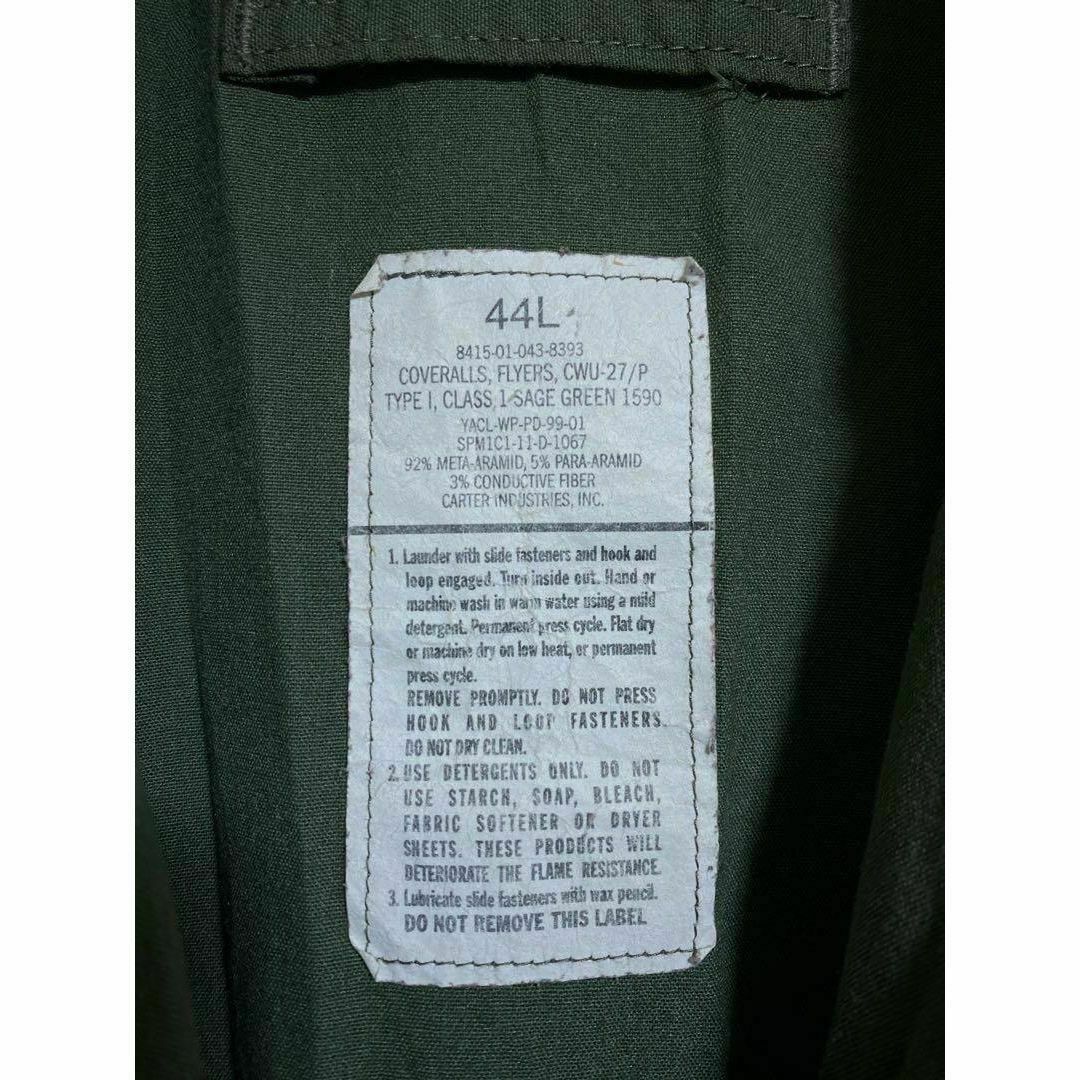 44L
8415-01-043-8393
COVERALLS, FLYERS, CWU-27/P
TYPE I, CLASS 1 SAGE GREEN 1590
YACL-WP-PD-99-01
SPM1C1-11-D-1067
92% META-ARAMID, 5% PARA-ARAMID
3% CONDUCTIVE FIBER
CARTER INDUSTRIES, INC.
1. Launder with slide fasteners and hook and
loop engaged. Turn inside out. Hand or
machine wash in warm water using a mild
detergent. Permanent press cycle. Flat dry
or machine dry on low heat, or permanent
press cycle.
REMOVE PROMPTLY. DO NOT PRESS
HOOK AND LOOP FASTENERS.
DO NOT DRY CLEAN.
2. USE DETERGENTS ONLY. DO NOT
USE STARCH, SOAP, BLEACH,
FABRIC SOFTENER OR DRYER
SHEETS. THESE PRODUCTS WILL
DETERIORATE THE FLAME RESISTANCE.
3. Lubricate slide fasteners with wax pencil.
DO NOT REMOVE THIS LABEL